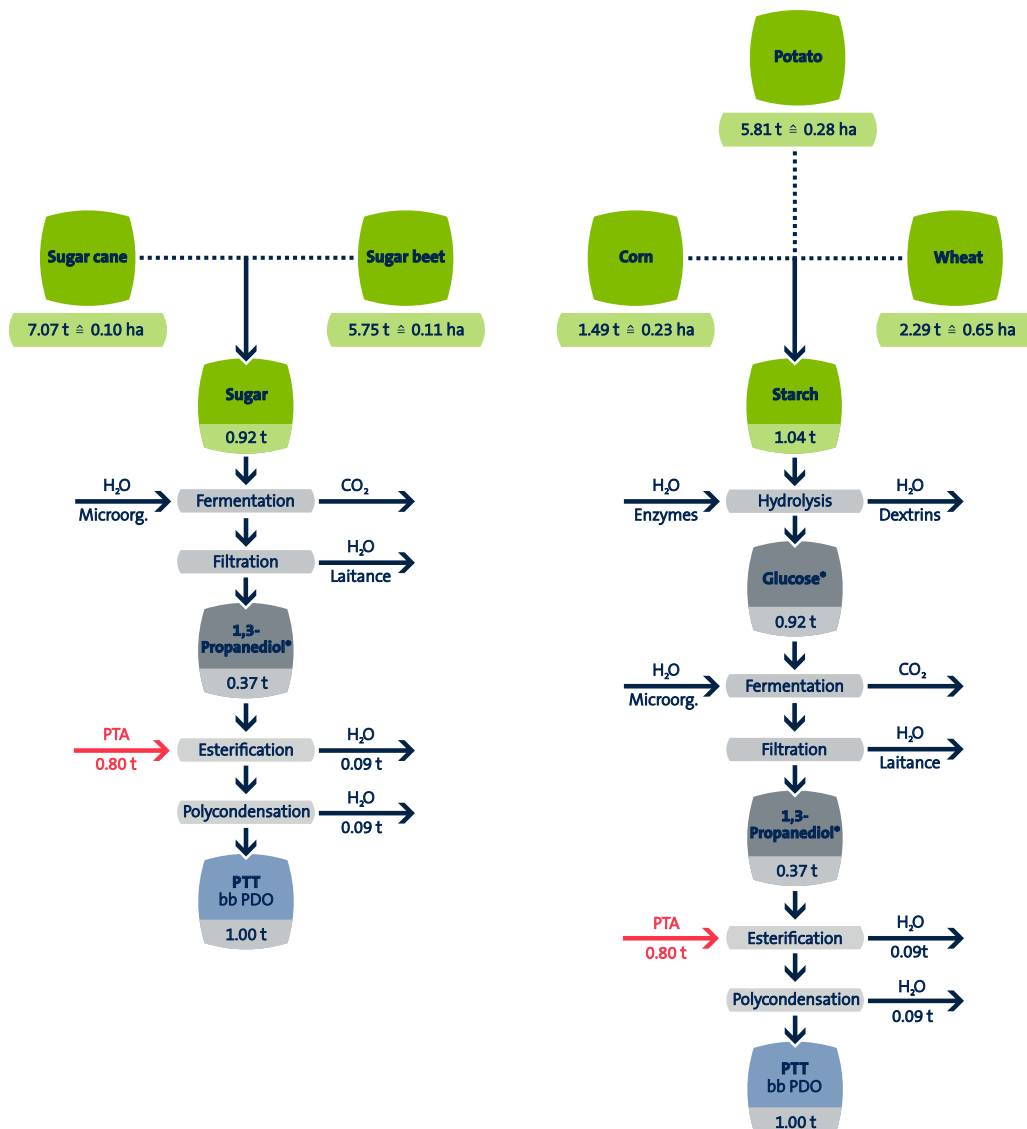 Sugar cane
7.07 t ≙ 0.10 ha
Sugar beet
5.75 t ≙ 0.11 ha
Sugar
0.92 t
H₂O
Microorg.
Fermentation
CO₂
Filtration
H₂O
Laitance
1,3-
Propanediol*
0.37 t
PTA
0.80 t
Esterification
H₂O
0.09 t
Polycondensation
H₂O
0.09 t
PTT
bb PDO
1.00 t
Potato
5.81 t ≙ 0.28 ha
Corn
1.49 t ≙ 0.23 ha
Wheat
2.29 t ≙ 0.65 ha
Starch
1.04 t
H₂O
Enzymes
Hydrolysis
H₂O
Dextrins
Glucose*
0.92 t
H₂O
Microorg.
Fermentation
CO₂
Filtration
H₂O
Laitance
1,3-
Propanediol*
0.37 t
PTA
0.80 t
Esterification
H₂O
0.09t
Polycondensation
H₂O
0.09 t
PTT
bb PDO
1.00 t